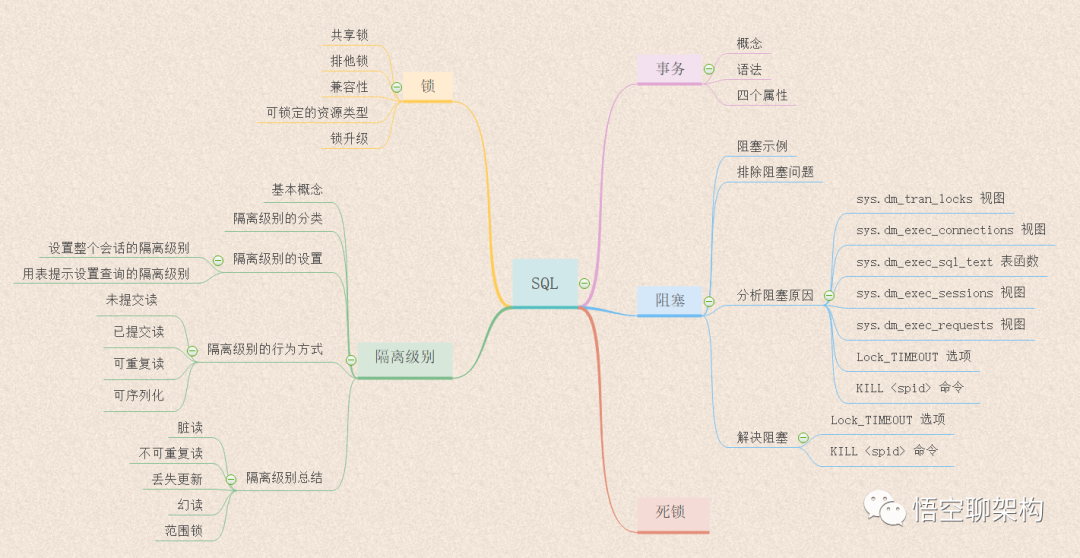 SQL
锁
共享锁
排他锁
兼容性
可锁定的资源类型
锁升级
隔离级别
基本概念
隔离级别的分类
隔离级别的设置
设置整个会话的隔离级别
用表提示设置查询的隔离级别
隔离级别的行为方式
未提交读
已提交读
可重复读
可序列化
隔离级别总结
脏读
不可重复读
丢失更新
幻读
范围锁
事务
概念
语法
四个属性
阻塞
阻塞示例
排除阻塞问题
分析阻塞原因
sys.dm_tran_locks 视图
sys.dm_exec_connections 视图
sys.dm_exec_sql_text 表函数
sys.dm_exec_sessions 视图
sys.dm_exec_requests 视图
Lock_TIMEOUT 选项
KILL <spid> 命令
解决阻塞
Lock_TIMEOUT 选项
KILL <spid> 命令
死锁
悟空聊架构